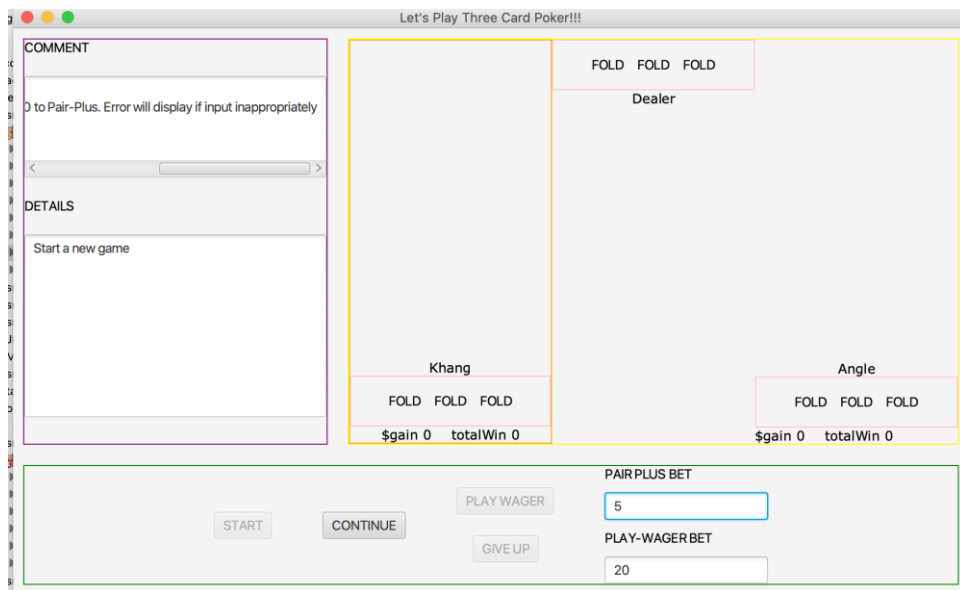 Let's Play Three Card Poker!!!
COMMENT
0 to Pair-Plus. Error will display if input inappropriately
DETAILS
Start a new game
FOLD FOLD FOLD
Dealer
Khang
FOLD FOLD FOLD
$gain 0 totalWin 0
Angle
FOLD FOLD FOLD
$gain 0 totalWin 0
START
CONTINUE
PLAY WAGER
GIVE UP
PAIR PLUS BET
5
PLAY-WAGER BET
20